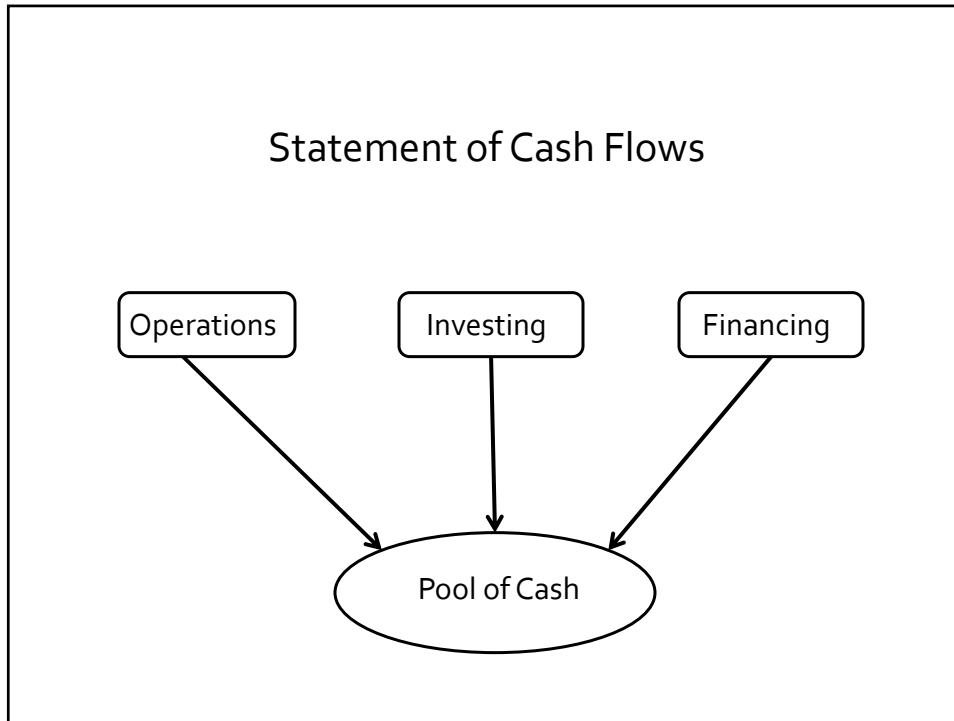 Statement of Cash Flows
Operations
Investing
Financing
Pool of Cash